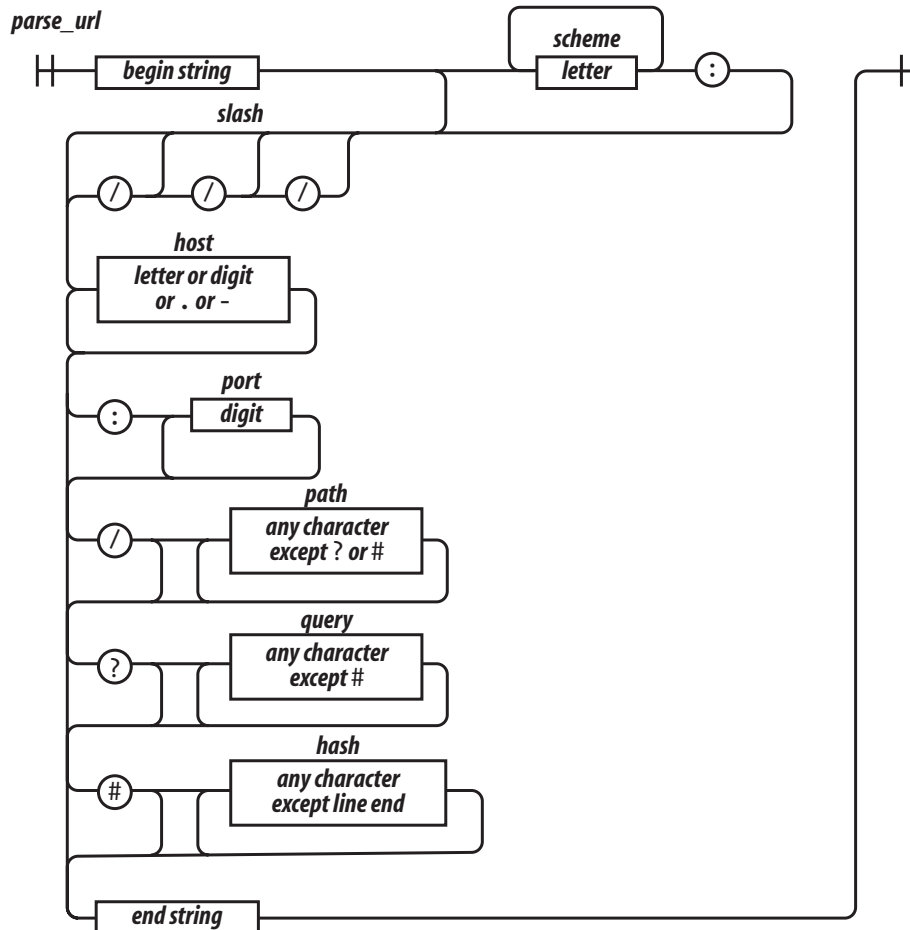 parse_url
scheme
begin string
letter
:
slash
/ / /
host
letter or digit
or . or -
port
:
digit
path
/
any character
except ? or #
query
?
any character
except #
hash
#
any character
except line end
end string